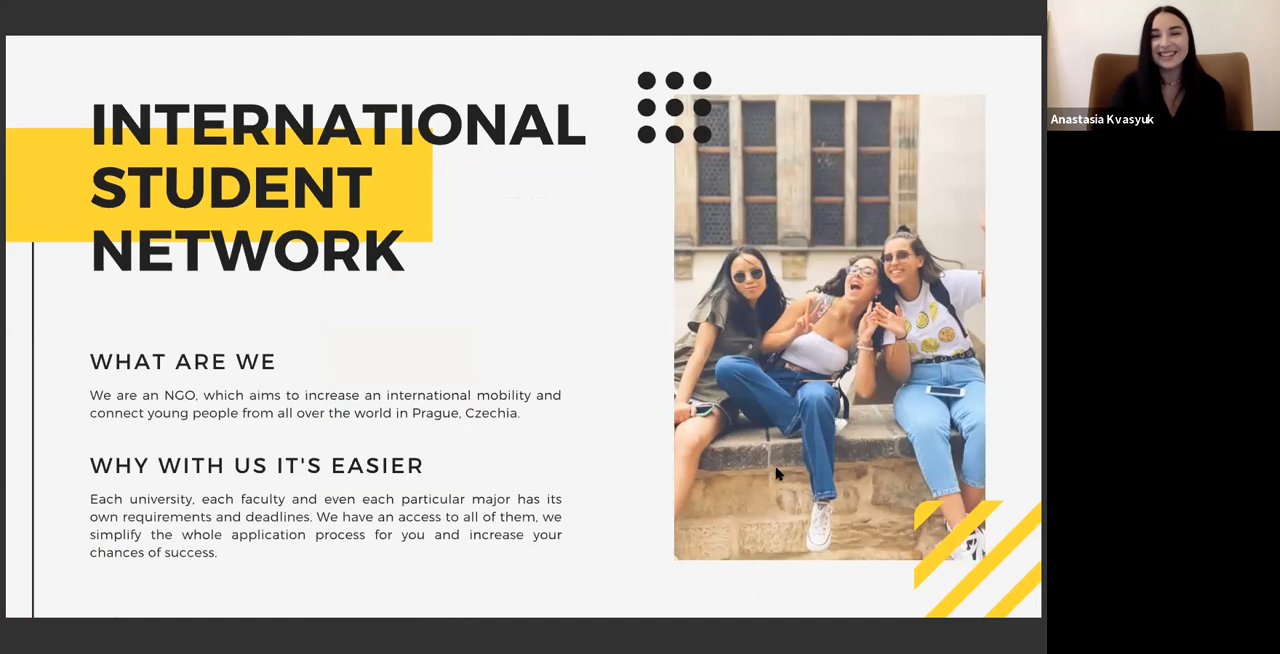 INTERNATIONAL
STUDENT
NETWORK
WHAT ARE WE
We are an NGO, which aims to increase an international mobility and
connect young people from all over the world in Prague, Czechia.
WHY WITH US IT'S EASIER
Each university, each faculty and even each particular major has its
own requirements and deadlines. We have an access to all of them, we
simplify the whole application process for you and increase your
chances of success.
Anastasia Kvasyuk